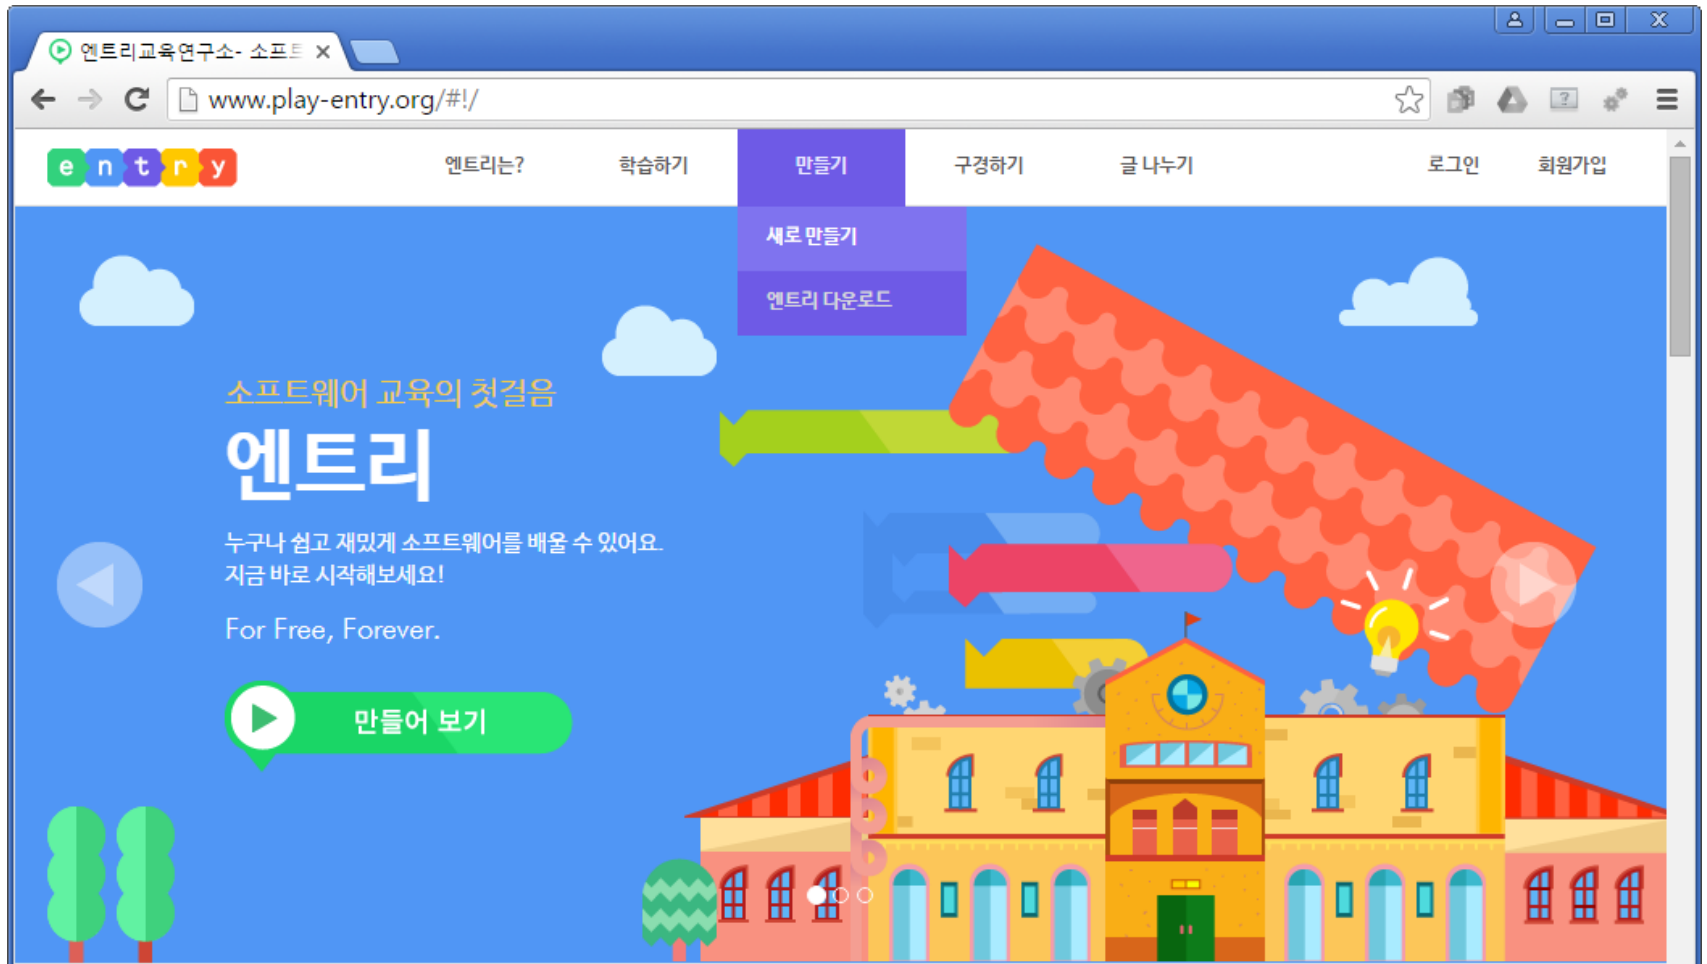 엔트리교육연구소- 소프트
www.play-entry.org/#!/
entry
엔트리는? 학습하기 만들기 구경하기 글 나누기 로그인 회원가입
새로 만들기
엔트리 다운로드
소프트웨어 교육의 첫걸음
엔트리
누구나 쉽고 재밌게 소프트웨어를 배울 수 있어요.
지금 바로 시작해보세요!
For Free, Forever.
만들어 보기